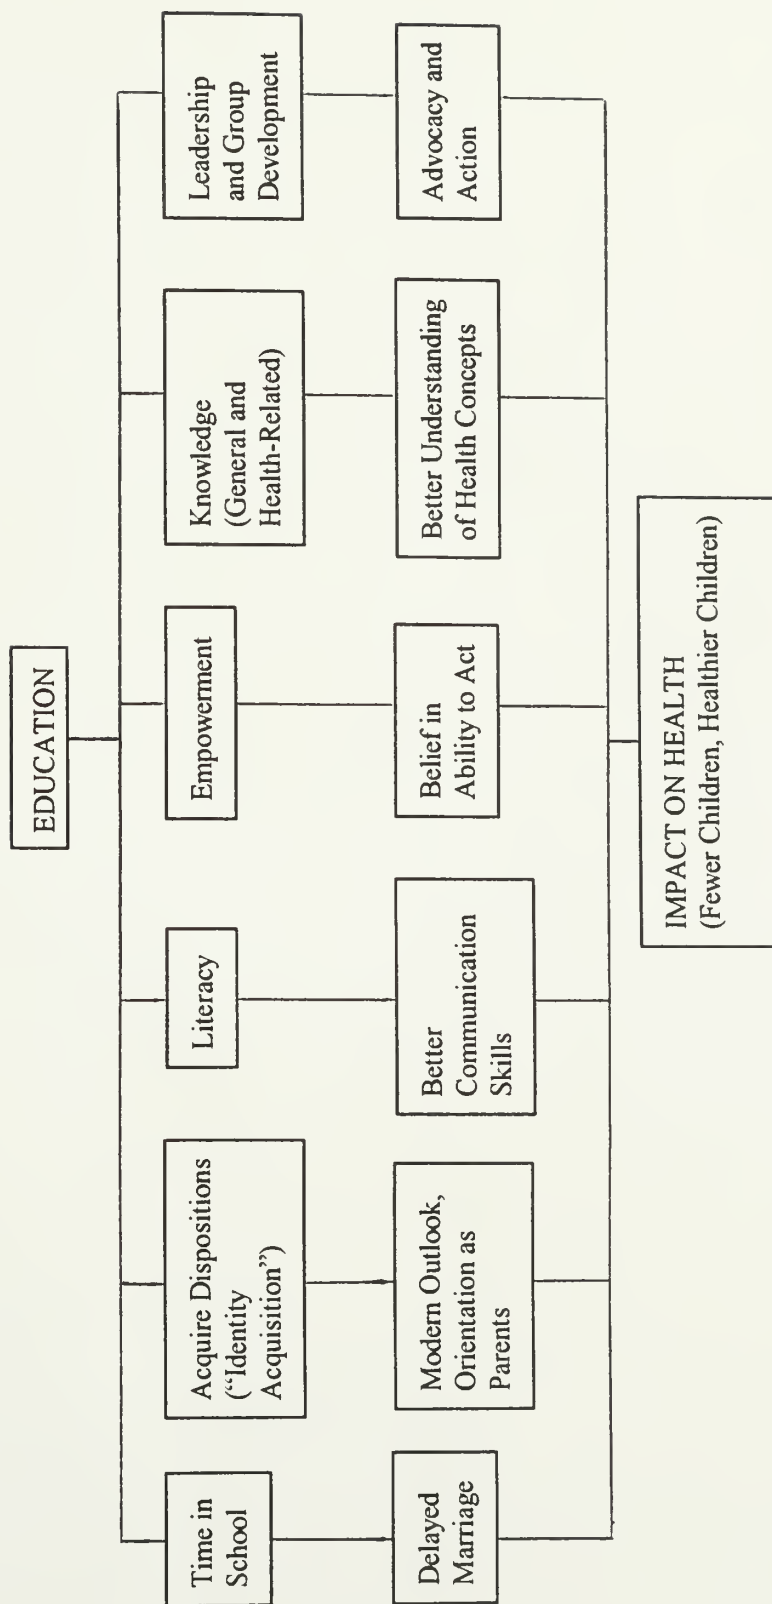 EDUCATION
Time in
School
Acquire Dispositions
(“Identity
Acquisition”)
Literacy
Empowerment
Knowledge
(General and
Health-Related)
Leadership
and Group
Development
Delayed
Marriage
Modern Outlook,
Orientation as
Parents
Better
Communication
Skills
Belief in
Ability to Act
Better Understanding
of Health Concepts
Advocacy and
Action
IMPACT ON HEALTH
(Fewer Children, Healthier Children)